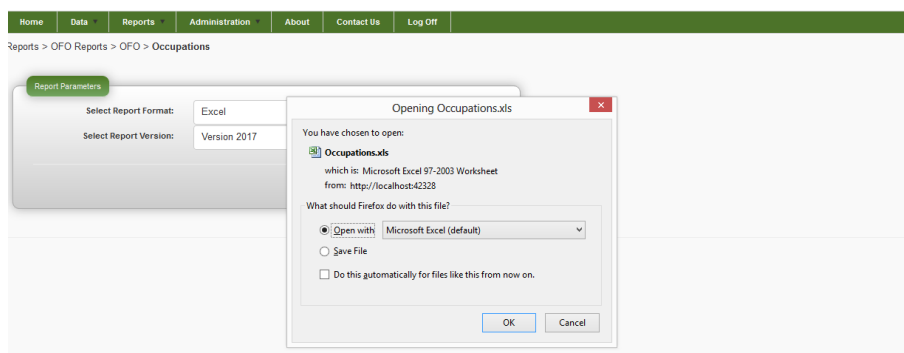 Home Data Reports Administration About Contact Us Log Off
Reports > OFO Reports > OFO > Occupations
Report Parameters
Select Report Format: Excel
Select Report Version: Version 2017
Opening Occupations.xls
You have chosen to open:
Occupations.xls
which is: Microsoft Excel 97-2003 Worksheet
from: http://localhost:42328
What should Firefox do with this file?
Open with Microsoft Excel (default)
Save File
Do this automatically for files like this from now on.
OK Cancel